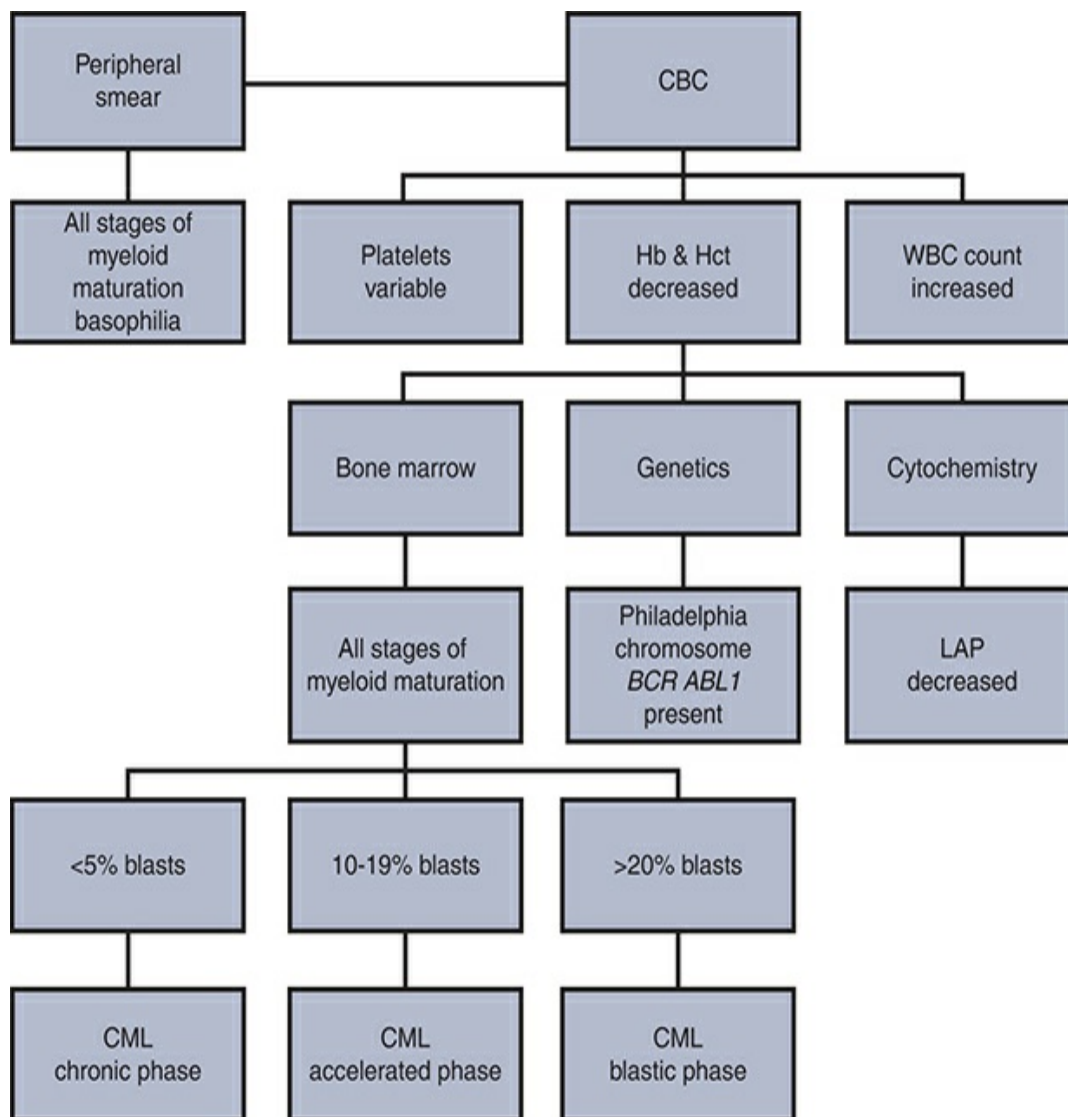 Peripheral
smear
CBC
All stages of
myeloid
maturation
basophilia
Platelets
variable
Hb & Hct
decreased
WBC count
increased
Bone marrow
Genetics
Cytochemistry
All stages of
myeloid maturation
Philadelphia
chromosome
BCR ABL1
present
LAP
decreased
<5% blasts
10-19% blasts
>20% blasts
CML
chronic phase
CML
accelerated phase
CML
blastic phase